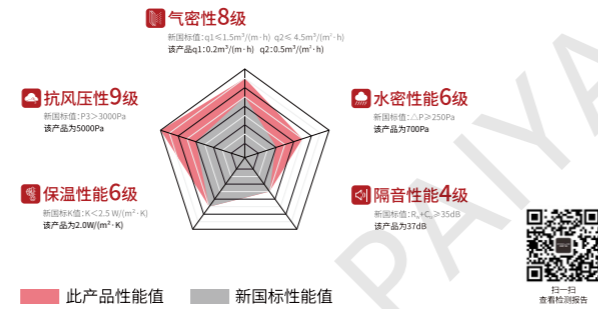 气密性8级
新国标值：q1≤1.5m³/(m·h) q2≤4.5m³/(m²·h)
该产品q1:0.2m³/(m·h) q2:0.5m³/(m²·h)
抗风压性9级
新国标值：P3＞3000Pa
该产品为5000Pa
水密性能6级
新国标值：△P≥250Pa
该产品为700Pa
保温性能6级
新国标K值：K＜2.5 W/(m²·K)
该产品为2.0W/(m²·K)
隔音性能4级
新国标值：Rw+Ctr≥35dB
该产品为37dB
PAIYA
扫一扫
查看检测报告
此产品性能值
新国标性能值